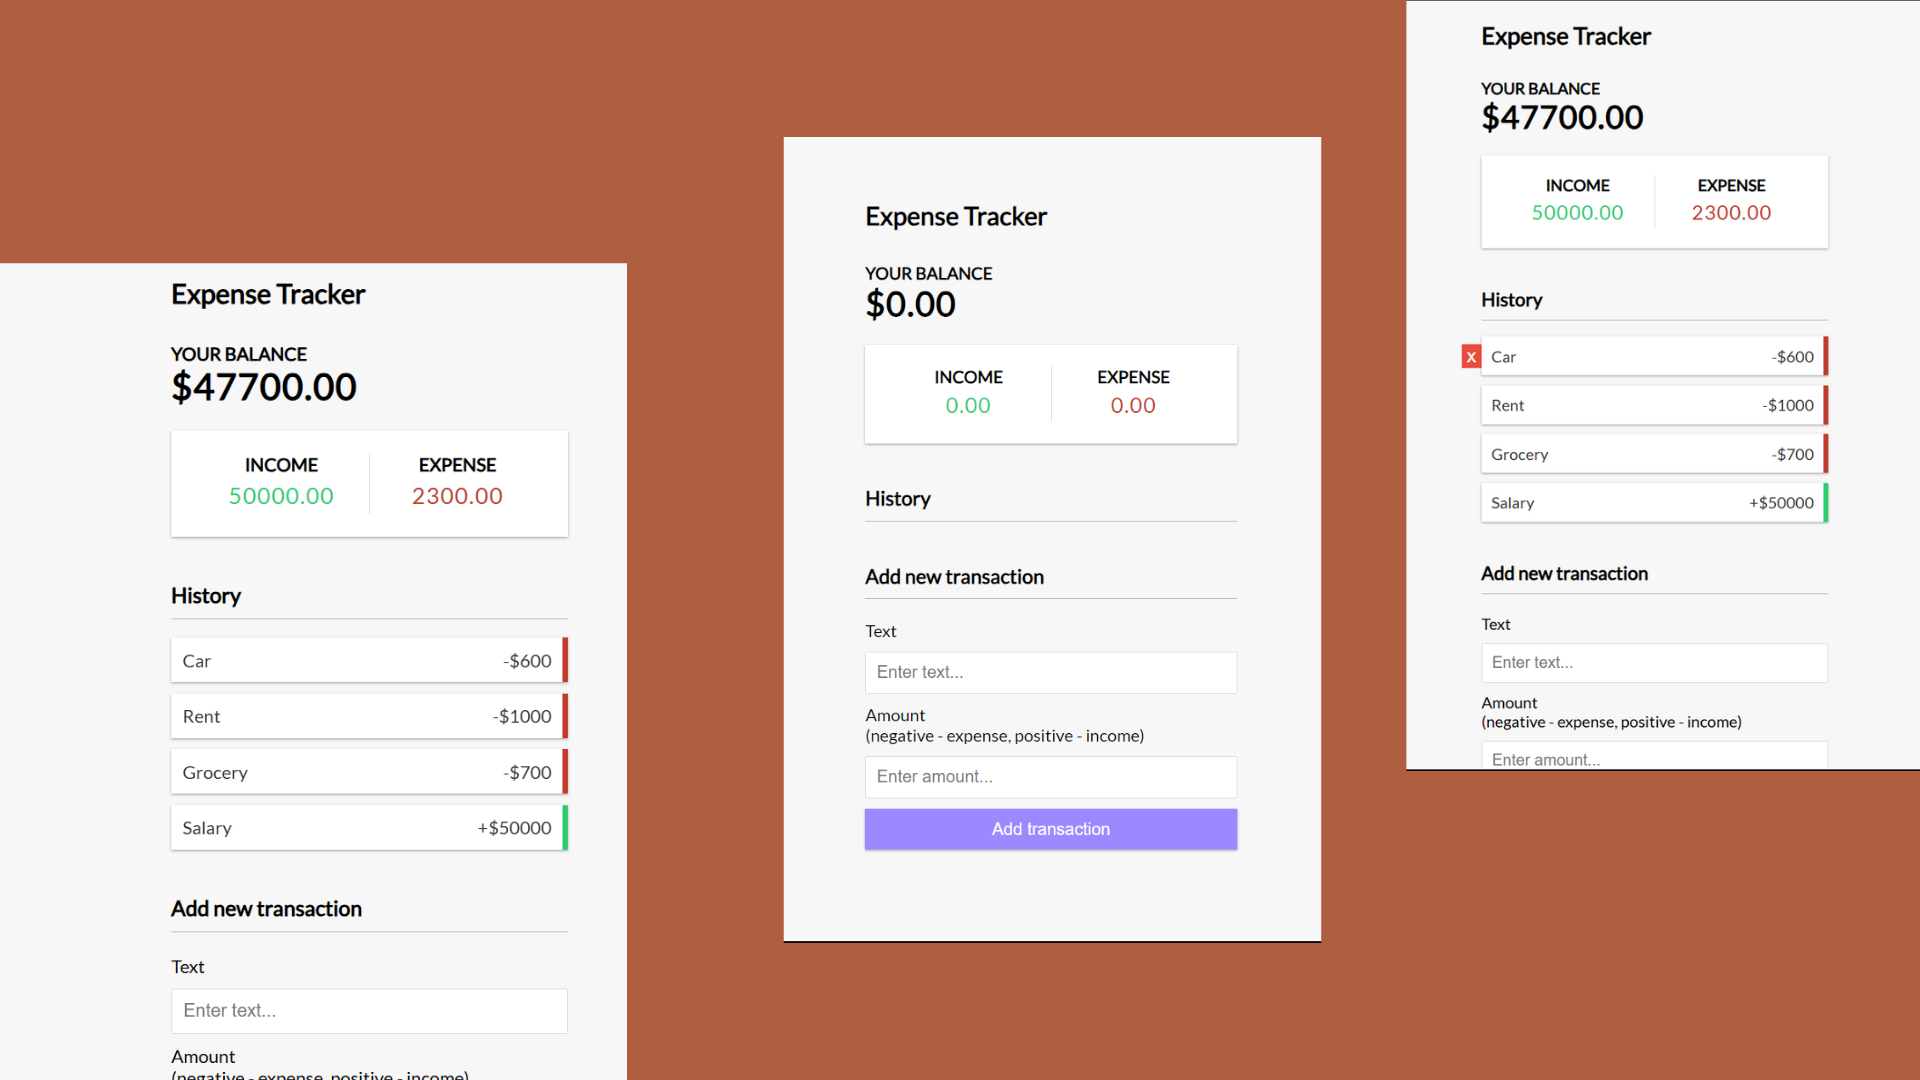 Expense Tracker
YOUR BALANCE
$47700.00
INCOME EXPENSE
50000.00 2300.00
History
Car -$600
Rent -$1000
Grocery -$700
Salary +$50000
Add new transaction
Text
Enter text...
Amount
(negative - expense, positive - income)
Expense Tracker
YOUR BALANCE
$0.00
INCOME EXPENSE
0.00 0.00
History
Add new transaction
Text
Enter text...
Amount
(negative - expense, positive - income)
Enter amount...
Add transaction
Expense Tracker
YOUR BALANCE
$47700.00
INCOME EXPENSE
50000.00 2300.00
History
X Car -$600
Rent -$1000
Grocery -$700
Salary +$50000
Add new transaction
Text
Enter text...
Amount
(negative - expense, positive - income)
Enter amount...